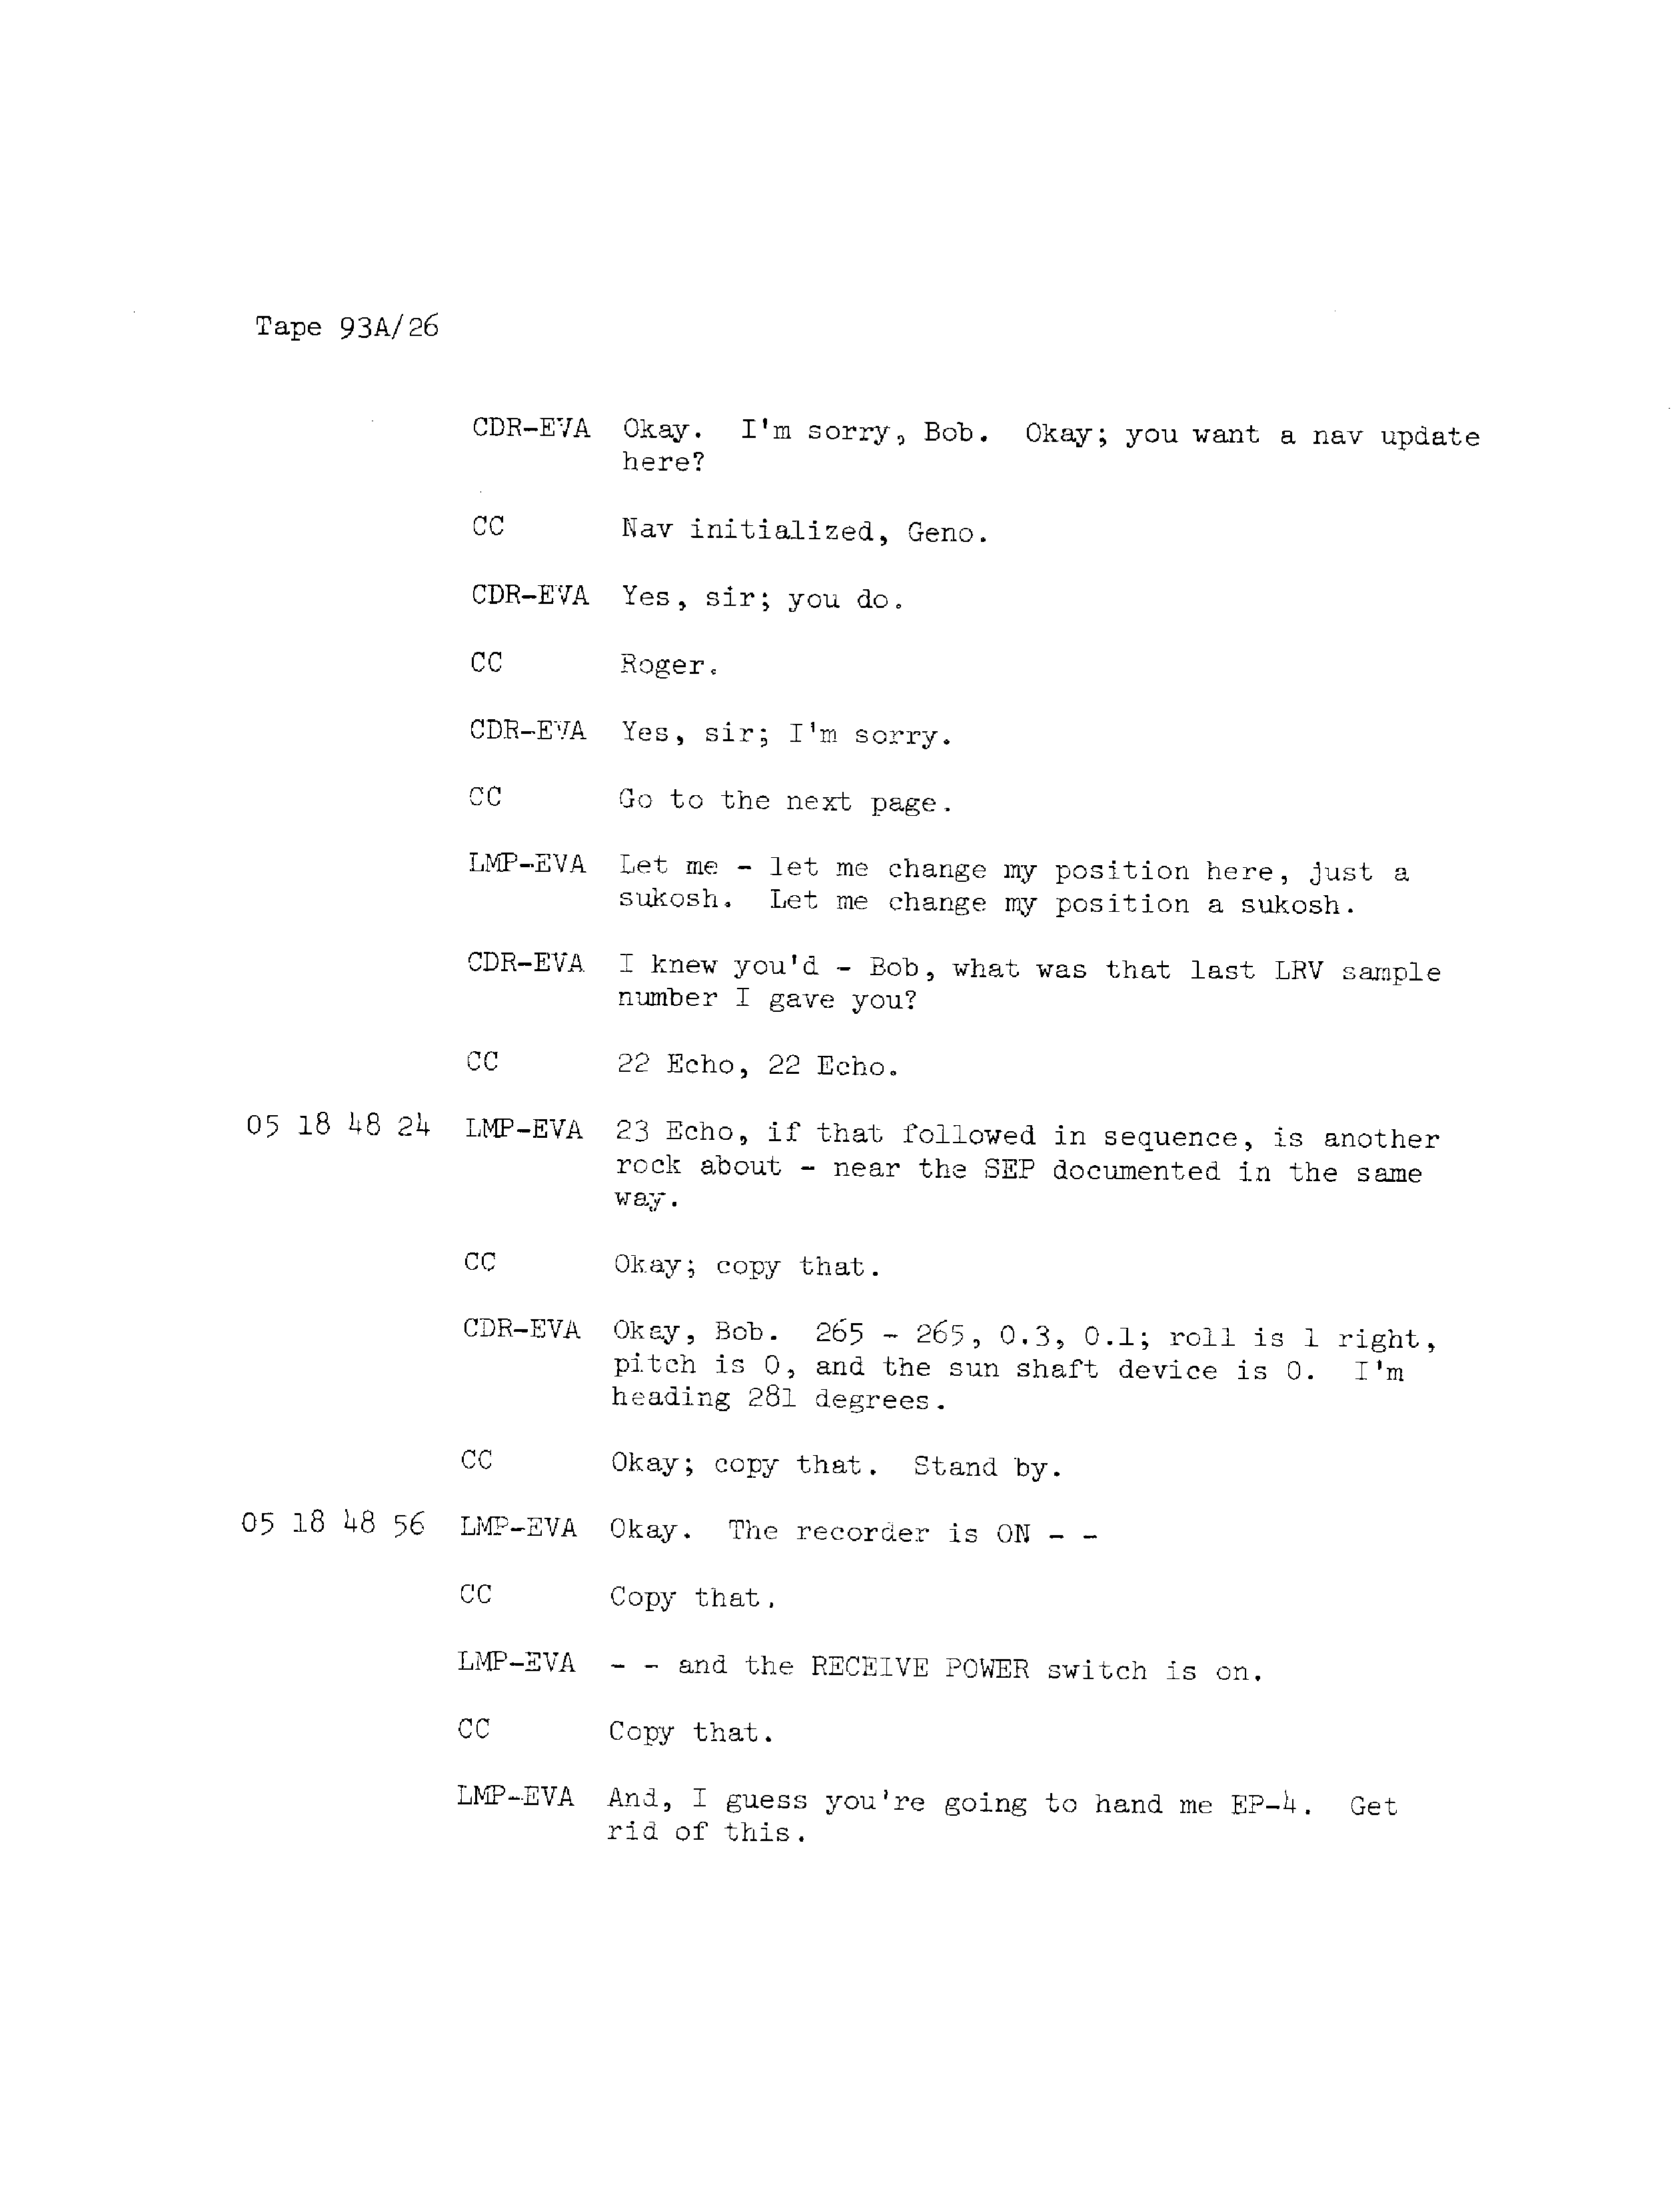 Tape 93A/26
CDR-EVA Okay. I'm sorry, Bob. Okay; you want a nav update
here?
CC Nav initialized, Geno.
CDR-EVA Yes, sir; you do.
CC Roger.
CDR-EVA Yes, sir; I'm sorry.
CC Go to the next page.
LMP-EVA Let me - let me change my position here, just a
sukosh. Let me change my position a sukosh.
CDR-EVA I knew you'd - Bob, what was that last LRV sample
number I gave you?
CC 22 Echo, 22 Echo.
05 18 48 24 LMP-EVA 23 Echo, if that followed in sequence, is another
rock about - near the SEP documented in the same
way.
CC Okay; copy that.
CDR-EVA Okay, Bob. 265 - 265, 0.3, 0.1; roll is 1 right,
pitch is 0, and the sun shaft device is 0. I'm
heading 281 degrees.
CC Okay; copy that. Stand by.
05 18 48 56 LMP-EVA Okay. The recorder is ON - -
CC Copy that.
LMP-EVA - - and the RECEIVE POWER switch is on.
CC Copy that.
LMP-EVA And, I guess you're going to hand me EP-4. Get
rid of this.